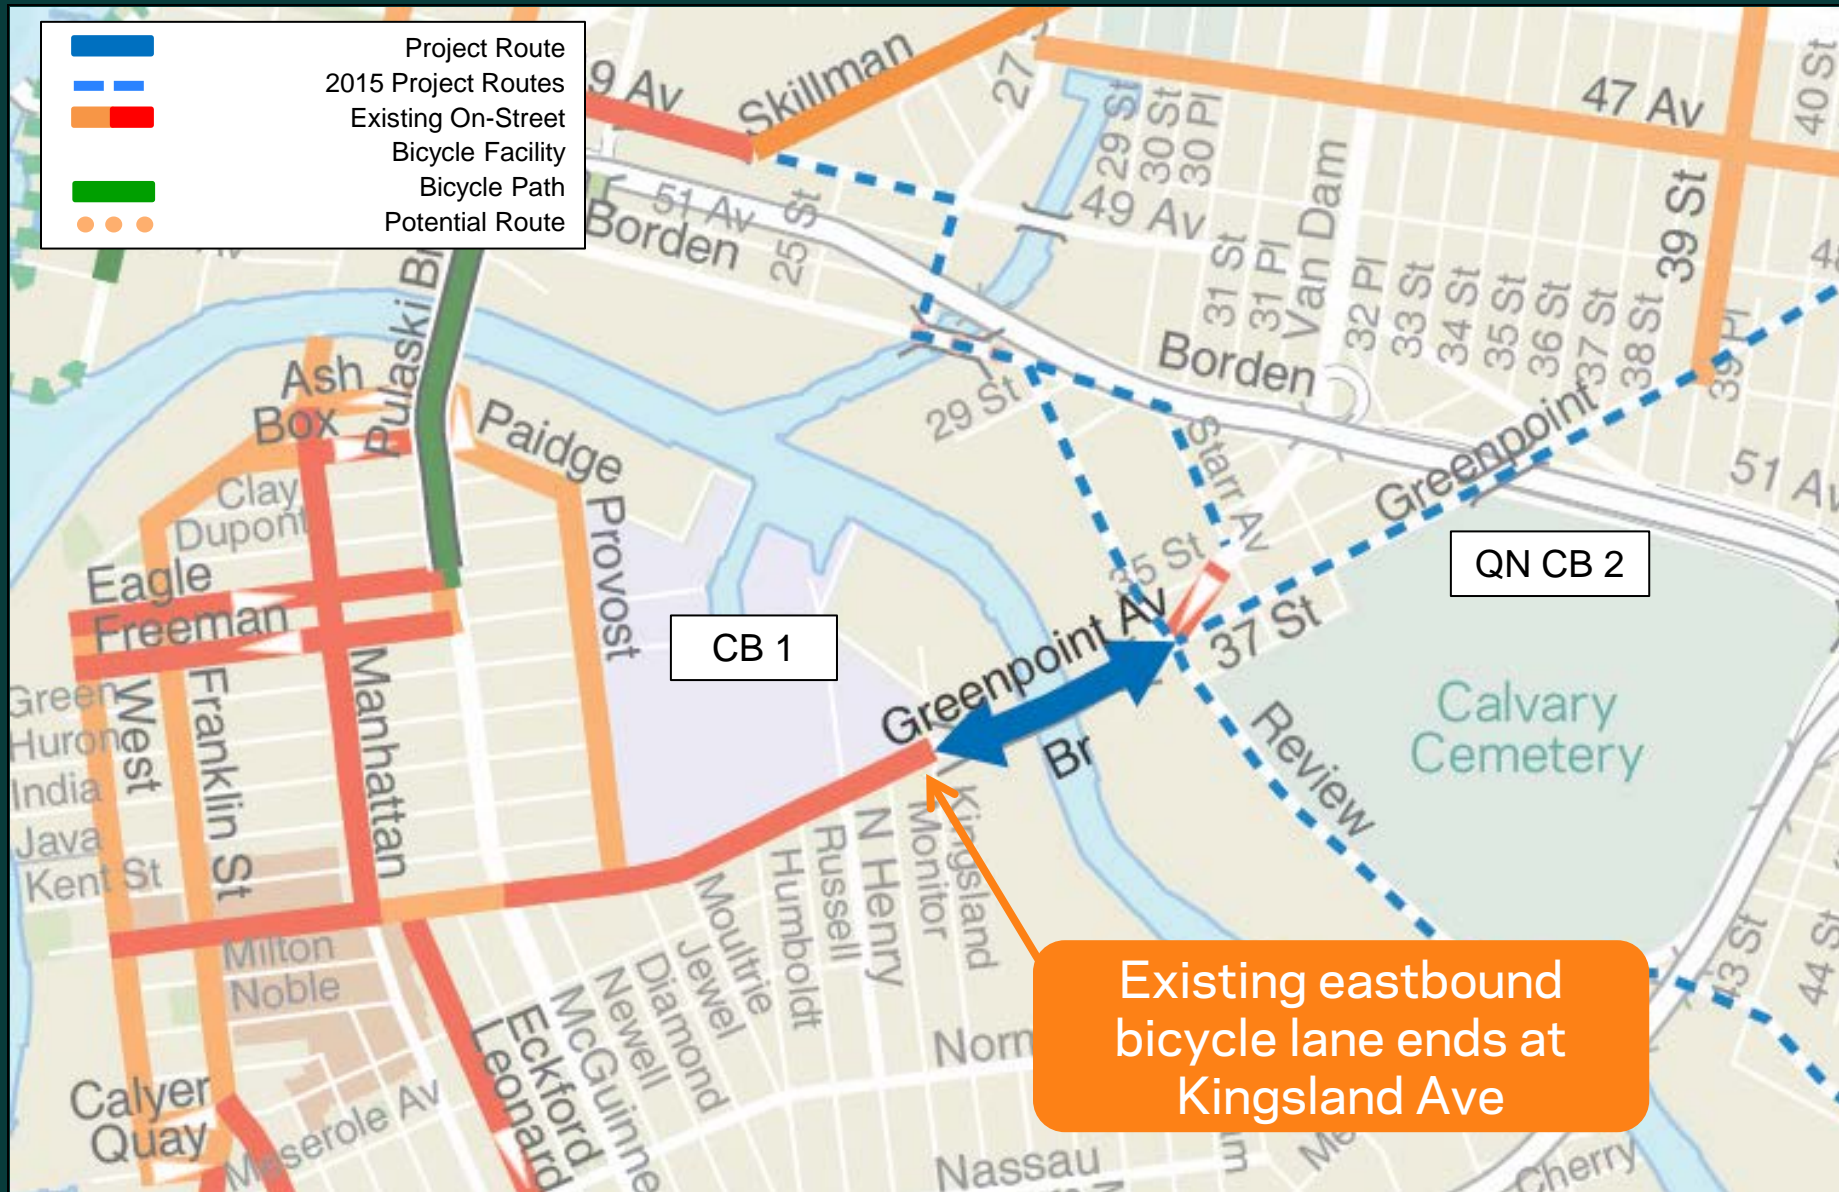 Project Route
2015 Project Routes
Existing On-Street
Bicycle Facility
Bicycle Path
Potential Route
9 Av
Skillman
27
47 Av
40 St
29 St
30 St
30 Pl
Van Dam
39 St
51 Av
25 St
49 Av
Borden
31 St
31 Pl
32 Pl
33 St
34 St
35 St
36 St
37 St
38 St
39 Pl
Pulaski Br
Ash
Box
Paidge
29 St
Borden
Starr Av
Greenpoint
51 Av
Clay
Dupont
Provost
35 St
QN CB 2
Eagle
Freeman
CB 1
Greenpoint Av
Br
37 St
Review
Calvary
Cemetery
Green
Huron
India
Java
Kent St
West
Franklin St
Manhattan
Moultrie
Jewel
Humboldt
Russell
N Henry
Monitor
Kingsland
43 St
44 St
Existing eastbound
bicycle lane ends at
Kingsland Ave
Milton
Noble
Diamond
Newell
McGuinne
Eckford
Leonard
Norm
Calyer
Quay
Meserole Av
Nassau
Cherry